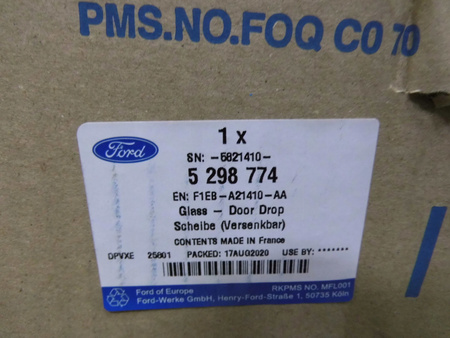 PMS.NO.FOQ C0 70
Ford
1 x
SN: -5821410-
5 298 774
EN: F1EB-A21410-AA
Glass - Door Drop
Scheibe (Versenkbar)
CONTENTS MADE IN France
DPVXE 25601 PACKED: 17AUG2020 USE BY: *******
Ford of Europe RKPMS NO. MFL001
Ford-Werke GmbH, Henry-Ford-Straße 1, 50735 Köln